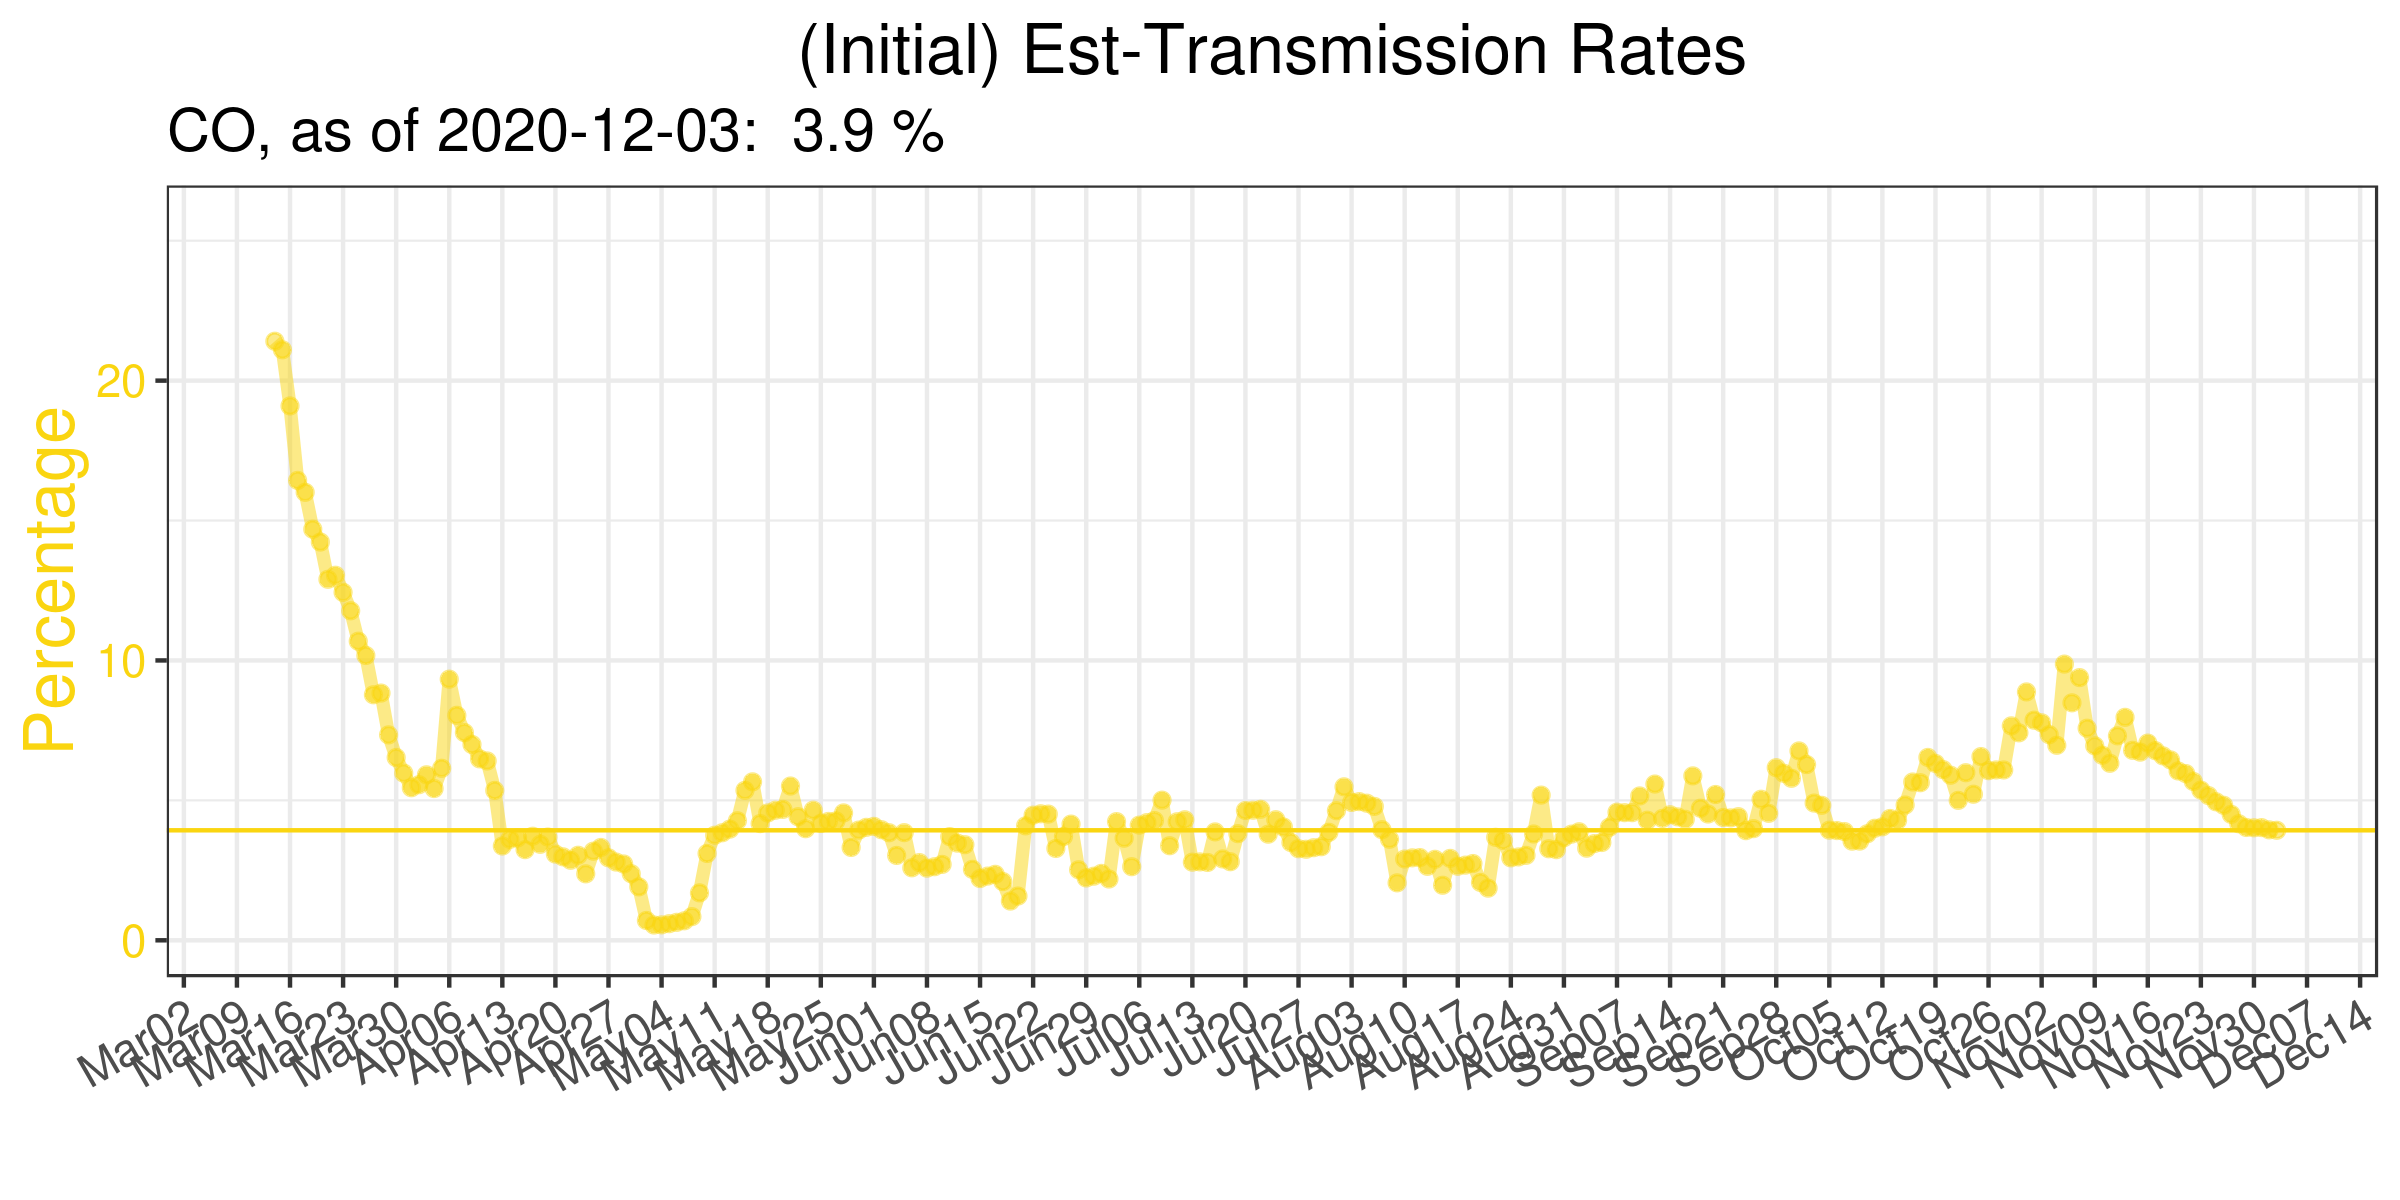 (Initial) Est-Transmission Rates
CO, as of 2020-12-03:  3.9 %
Percentage
20
10
0
Mar02
Mar09
Mar16
Mar23
Mar30
Apr06
Apr13
Apr20
Apr27
May04
May11
May18
May25
Jun01
Jun08
Jun15
Jun22
Jun29
Jul06
Jul13
Jul20
Jul27
Aug03
Aug10
Aug17
Aug24
Aug31
Sep07
Sep14
Sep21
Sep28
Oct05
Oct12
Oct19
Oct26
Nov02
Nov09
Nov16
Nov23
Nov30
Dec07
Dec14